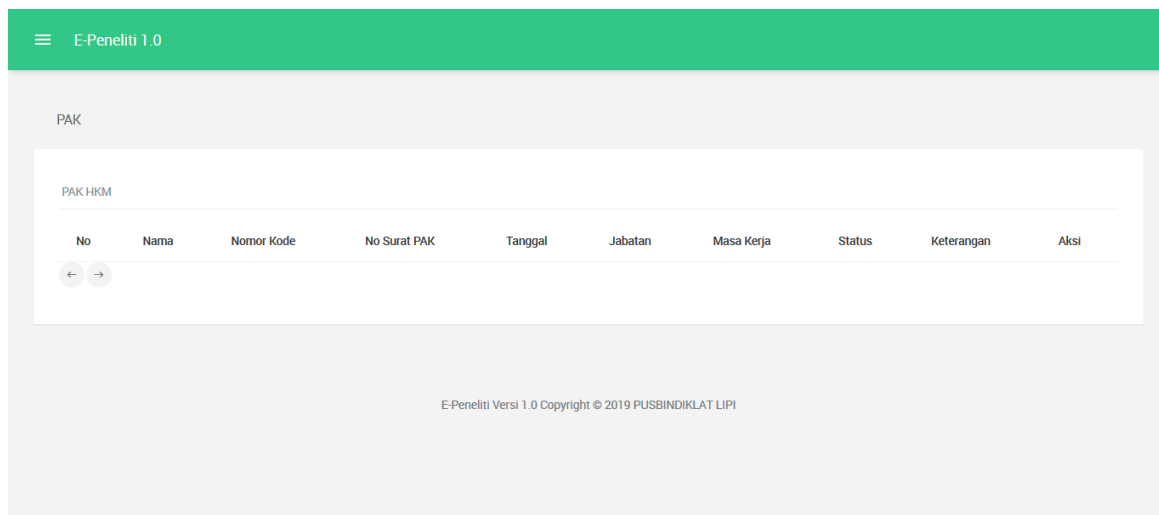 E-Peneliti 1.0
PAK
PAK HKM
No Nama Nomor Kode No Surat PAK Tanggal Jabatan Masa Kerja Status Keterangan Aksi
E-Peneliti Versi 1.0 Copyright © 2019 PUSBINDIKLAT LIPI